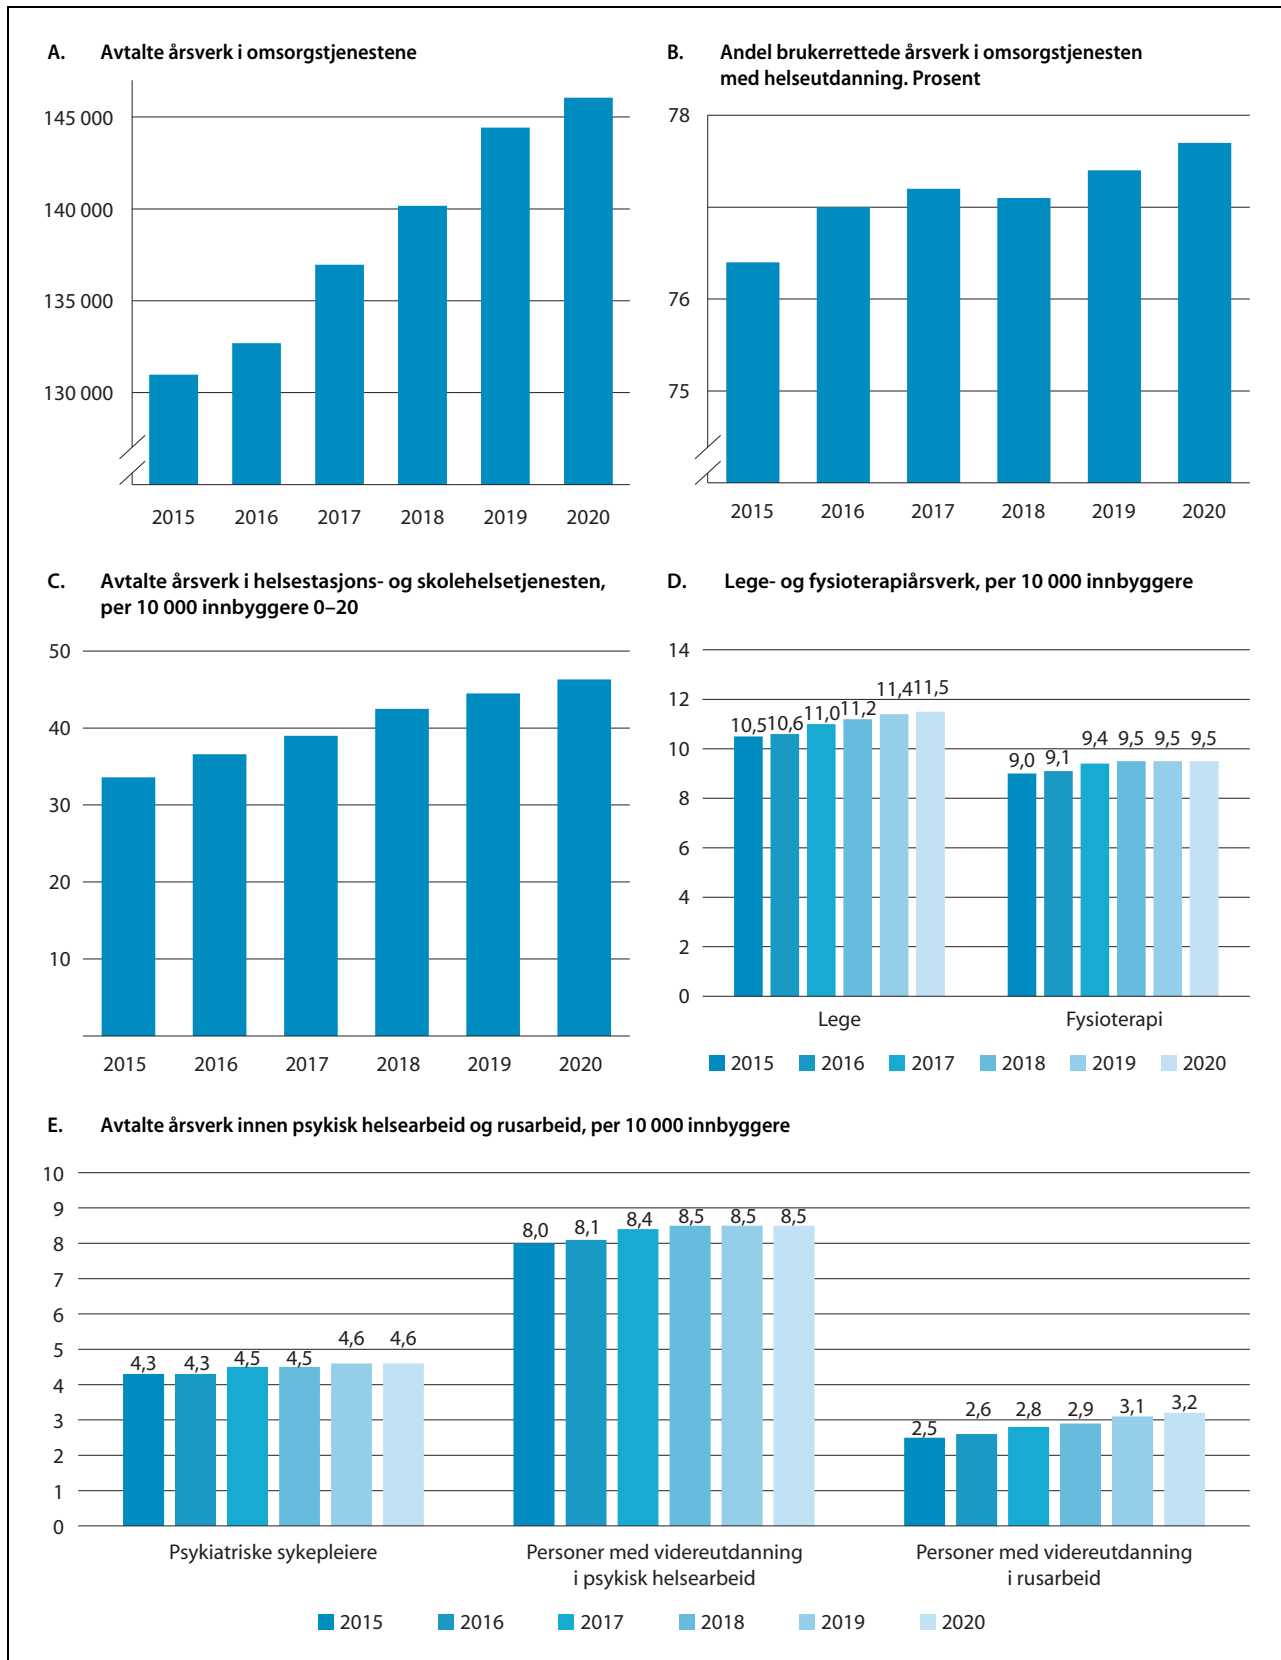 A. Avtalte årsverk i omsorgstjenestene
145 000
140 000
135 000
130 000
2015 2016 2017 2018 2019 2020
B. Andel brukerrettede årsverk i omsorgstjenesten
med helseutdanning. Prosent
78
76
75
2015 2016 2017 2018 2019 2020
C. Avtalte årsverk i helsestasjons- og skolehelsetjenesten,
per 10 000 innbyggere 0–20
50
40
30
20
10
2015 2016 2017 2018 2019 2020
D. Lege- og fysioterapiårsverk, per 10 000 innbyggere
14
12
10
8
6
4
2
0
10,5 10,6 11,0 11,2 11,4 11,5
9,0 9,1 9,4 9,5 9,5 9,5
Lege Fysioterapi
2015 2016 2017 2018 2019 2020
E. Avtalte årsverk innen psykisk helsearbeid og rusarbeid, per 10 000 innbyggere
10
9
8
7
6
5
4
3
2
1
0
4,3 4,3 4,5 4,5 4,6 4,6
8,0 8,1 8,4 8,5 8,5 8,5
2,5 2,6 2,8 2,9 3,1 3,2
Psykiatriske sykepleiere
Personer med videreutdanning
i psykisk helsearbeid
Personer med videreutdanning
i rusarbeid
2015 2016 2017 2018 2019 2020